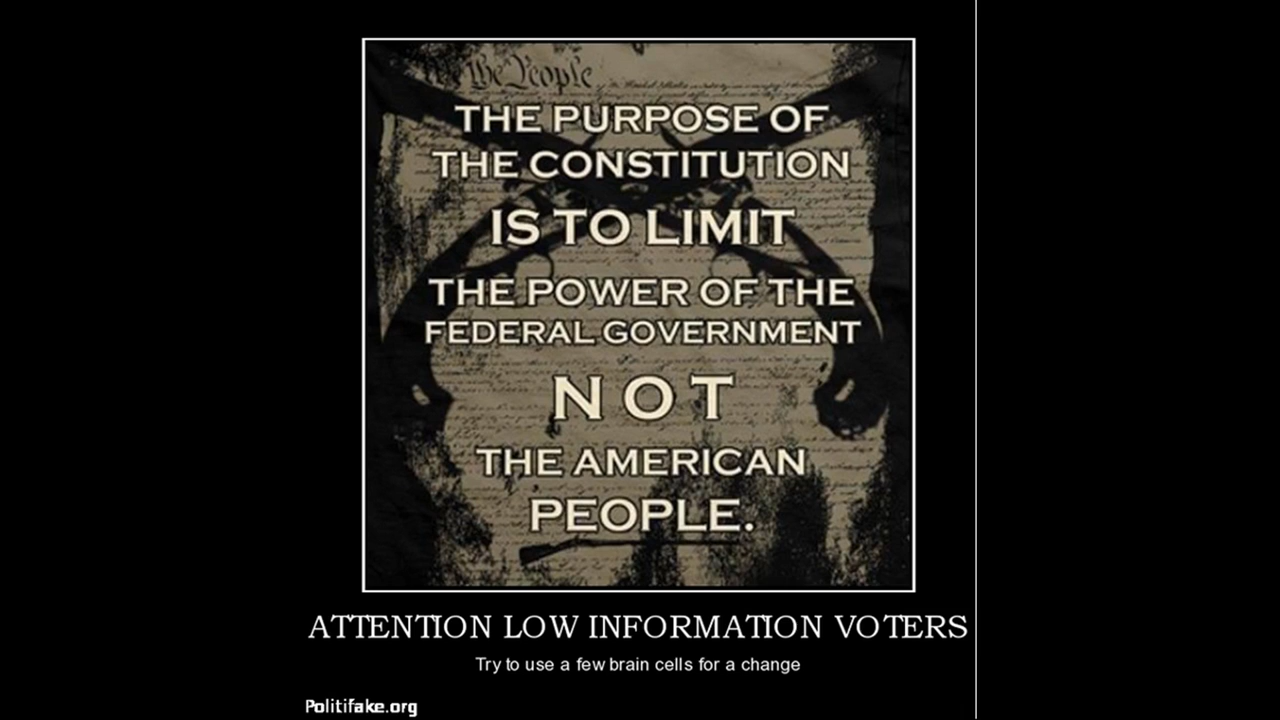 the People
THE PURPOSE OF
THE CONSTITUTION
IS TO LIMIT
THE POWER OF THE
FEDERAL GOVERNMENT
NOT
THE AMERICAN
PEOPLE.
ATTENTION LOW INFORMATION VOTERS
Try to use a few brain cells for a change
Politifake.org